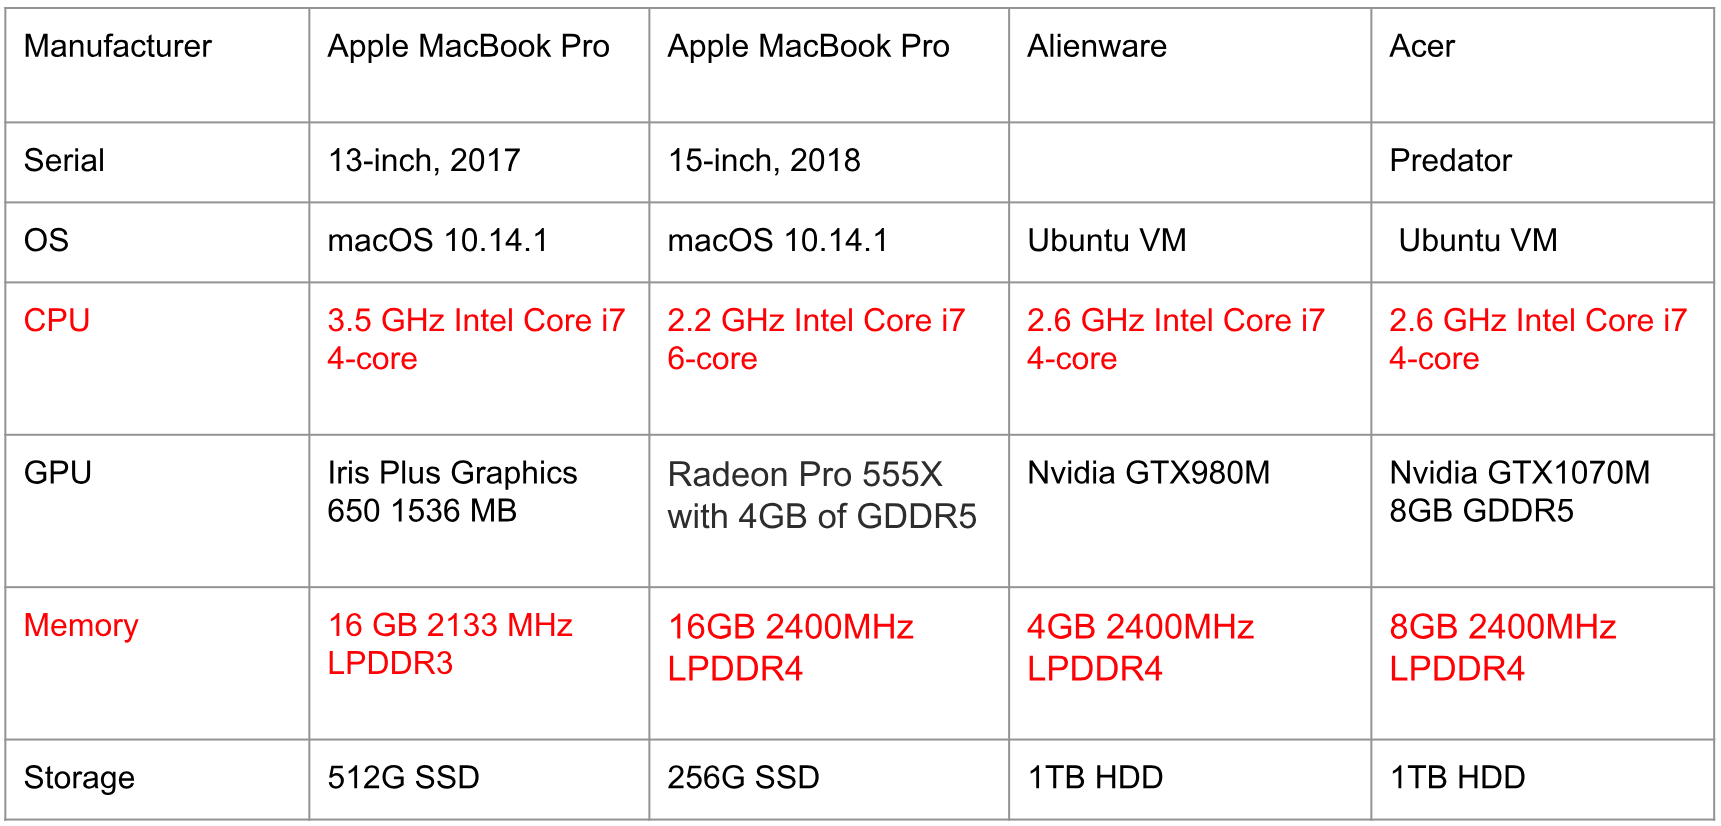 Manufacturer Apple MacBook Pro Apple MacBook Pro Alienware Acer
Serial 13-inch, 2017 15-inch, 2018 Predator
OS macOS 10.14.1 macOS 10.14.1 Ubuntu VM Ubuntu VM
CPU 3.5 GHz Intel Core i7 2.2 GHz Intel Core i7 2.6 GHz Intel Core i7 2.6 GHz Intel Core i7
4-core 6-core 4-core 4-core
GPU Iris Plus Graphics Radeon Pro 555X Nvidia GTX980M Nvidia GTX1070M
650 1536 MB with 4GB of GDDR5 8GB GDDR5
Memory 16 GB 2133 MHz 16GB 2400MHz 4GB 2400MHz 8GB 2400MHz
LPDDR3 LPDDR4 LPDDR4 LPDDR4
Storage 512G SSD 256G SSD 1TB HDD 1TB HDD